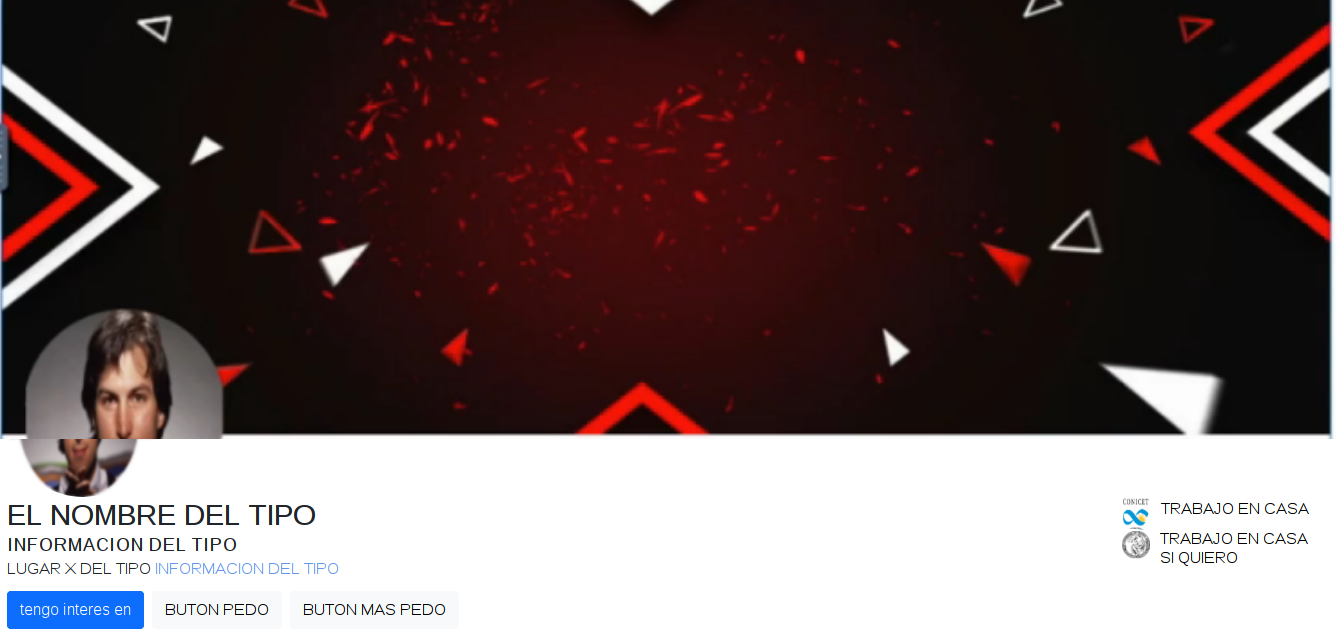 EL NOMBRE DEL TIPO
INFORMACION DEL TIPO
LUGAR X DEL TIPO INFORMACION DEL TIPO
tengo interes en
BUTON PEDO
BUTON MAS PEDO
CONICET
TRABAJO EN CASA
TRABAJO EN CASA
SI QUIERO